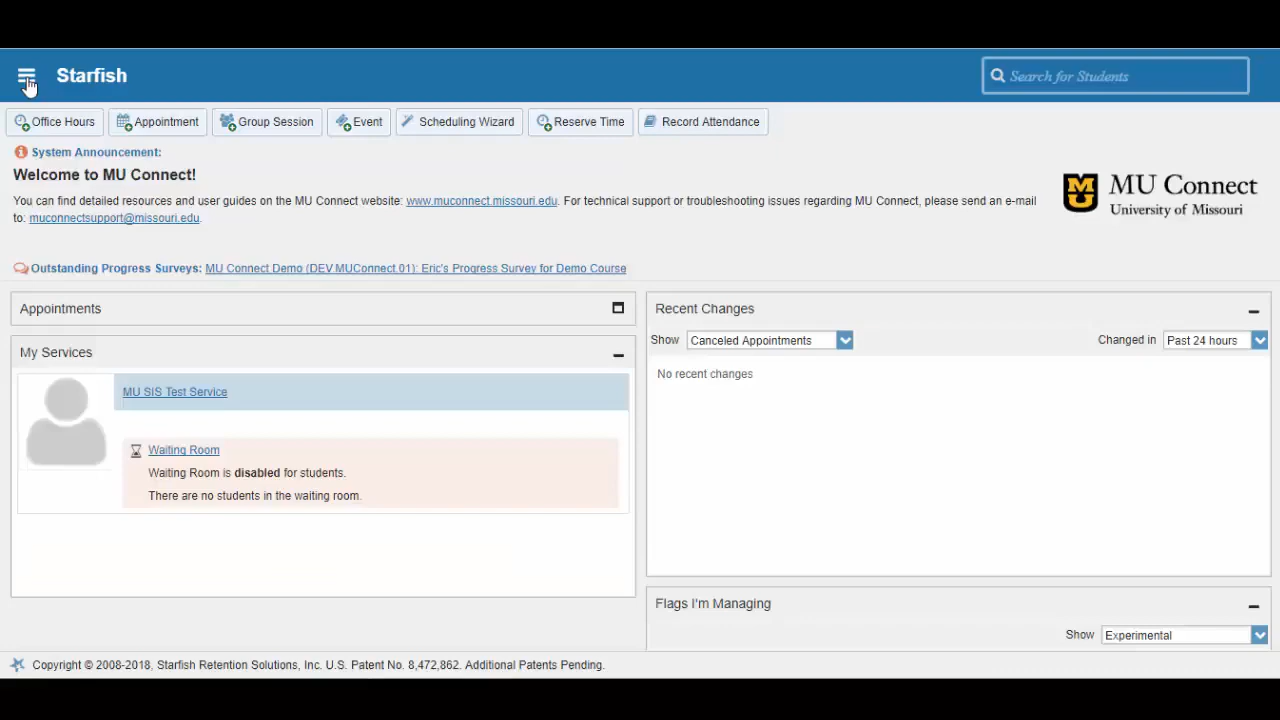 Starfish
Search for Students
Office Hours
Appointment
Group Session
Event
Scheduling Wizard
Reserve Time
Record Attendance
System Announcement:
Welcome to MU Connect!
You can find detailed resources and user guides on the MU Connect website: www.muconnect.missouri.edu. For technical support or troubleshooting issues regarding MU Connect, please send an e-mail
to: muconnectsupport@missouri.edu.
MU Connect
University of Missouri
Outstanding Progress Surveys: MU Connect Demo (DEV.MUConnect.01): Eric's Progress Survey for Demo Course
Appointments
My Services
MU SIS Test Service
Waiting Room
Waiting Room is disabled for students.
There are no students in the waiting room.
Recent Changes
Show Canceled Appointments Changed in Past 24 hours
No recent changes
Flags I'm Managing
Show Experimental
Copyright © 2008-2018, Starfish Retention Solutions, Inc. U.S. Patent No. 8,472,862. Additional Patents Pending.